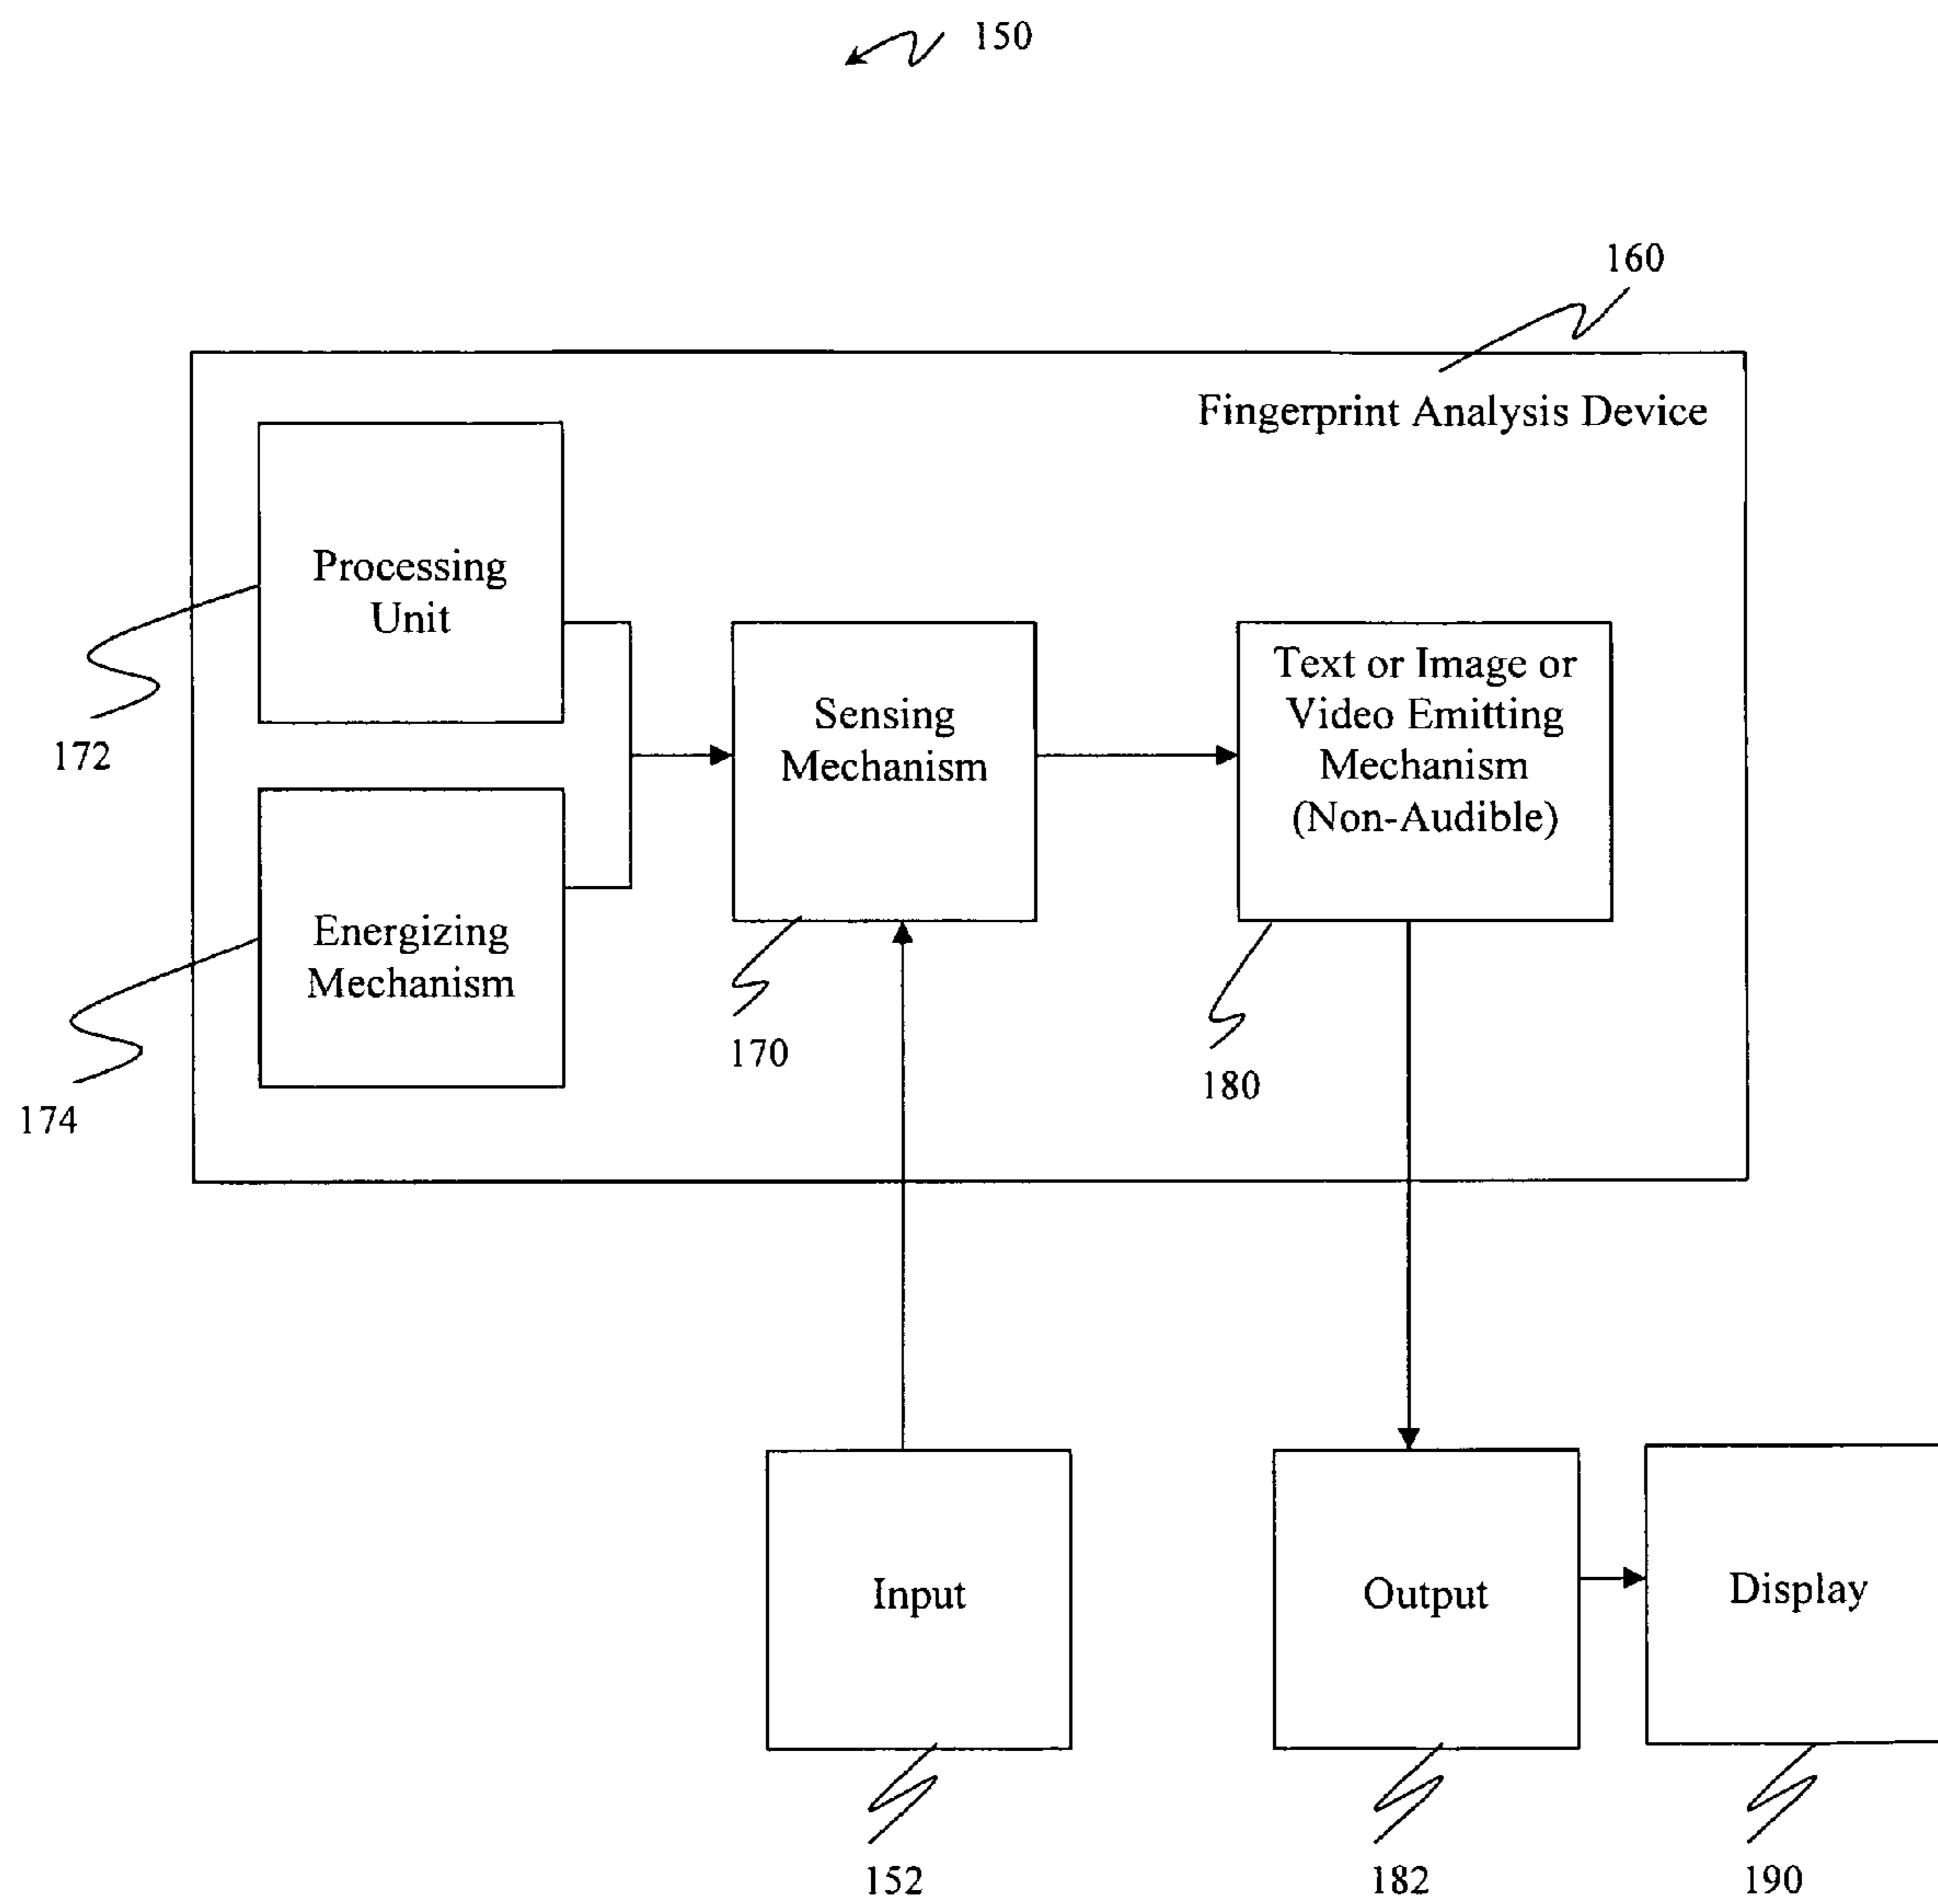 150
160
Fingerprint Analysis Device
Processing
Unit
172
Sensing
Mechanism
170
Text or Image or
Video Emitting
Mechanism
(Non-Audible)
180
Energizing
Mechanism
174
Input
152
Output
182
Display
190